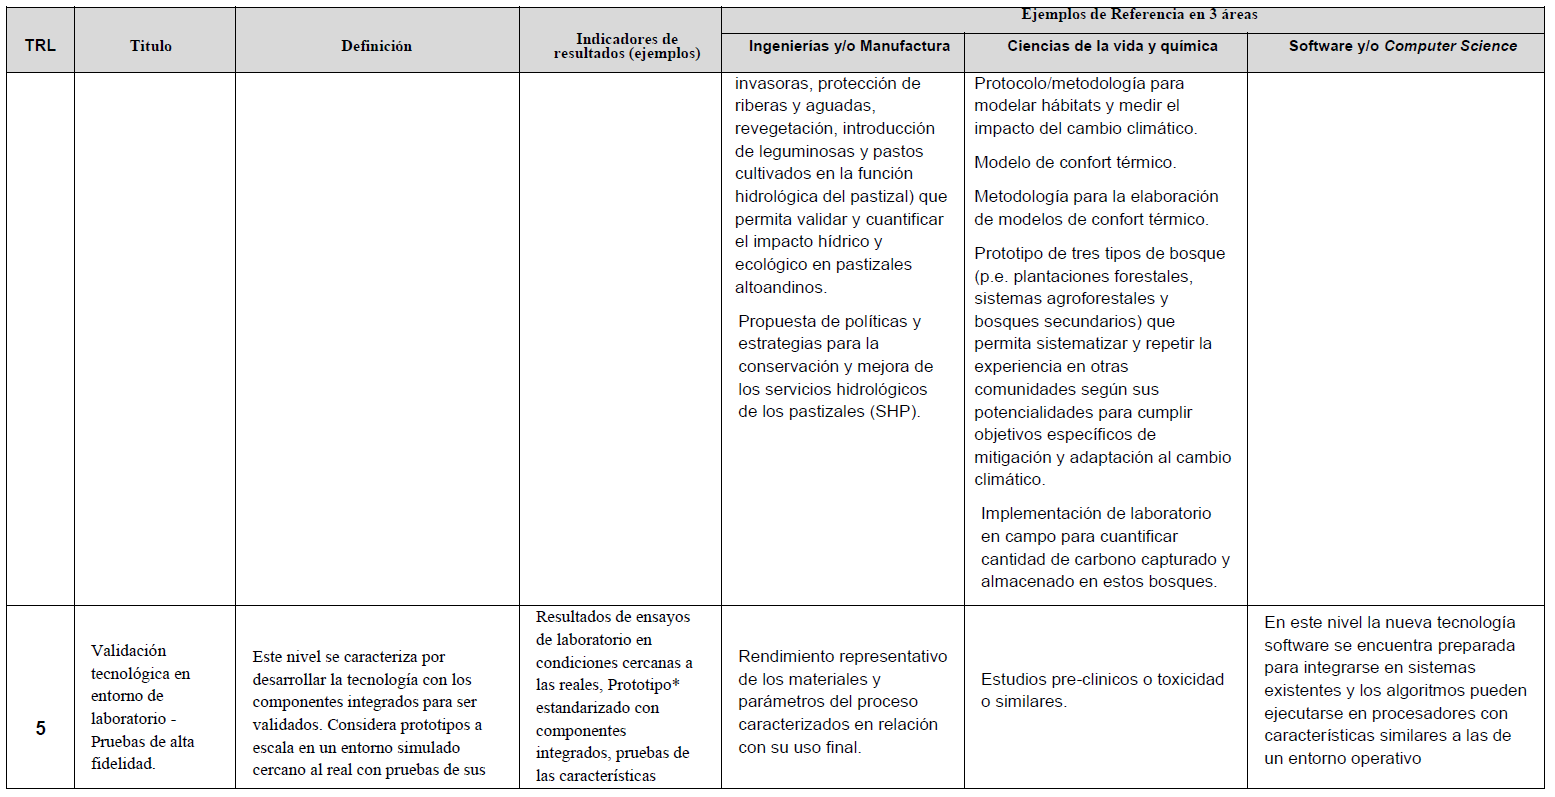 TRL
Titulo
Definición
Indicadores de
resultados (ejemplos)
Ejemplos de Referencia en 3 áreas
Ingenierías y/o Manufactura
Ciencias de la vida y química
Software y/o Computer Science
invasoras, protección de
riberas y aguadas,
revegetación, introducción
de leguminosas y pastos
cultivados en la función
hidrológica del pastizal) que
permita validar y cuantificar
el impacto hídrico y
ecológico en pastizales
altoandinos.
Propuesta de políticas y
estrategias para la
conservación y mejora de
los servicios hidrológicos
de los pastizales (SHP).
Protocolo/metodología para
modelar hábitats y medir el
impacto del cambio climático.
Modelo de confort térmico.
Metodología para la elaboración
de modelos de confort térmico.
Prototipo de tres tipos de bosque
(p.e. plantaciones forestales,
sistemas agroforestales y
bosques secundarios) que
permita sistematizar y repetir la
experiencia en otras
comunidades según sus
potencialidades para cumplir
objetivos específicos de
mitigación y adaptación al cambio
climático.
Implementación de laboratorio
en campo para cuantificar
cantidad de carbono capturado y
almacenado en estos bosques.
5
Validación
tecnológica en
entorno de
laboratorio -
Pruebas de alta
fidelidad.
Este nivel se caracteriza por
desarrollar la tecnología con los
componentes integrados para ser
validados. Considera prototipos a
escala en un entorno simulado
cercano al real con pruebas de sus
Resultados de ensayos
de laboratorio en
condiciones cercanas a
las reales, Prototipo*
estandarizado con
componentes
integrados, pruebas de
las características
Rendimiento representativo
de los materiales y
parámetros del proceso
caracterizados en relación
con su uso final.
Estudios pre-clinicos o toxicidad
o similares.
En este nivel la nueva tecnología
software se encuentra preparada
para integrarse en sistemas
existentes y los algoritmos pueden
ejecutarse en procesadores con
características similares a las de
un entorno operativo